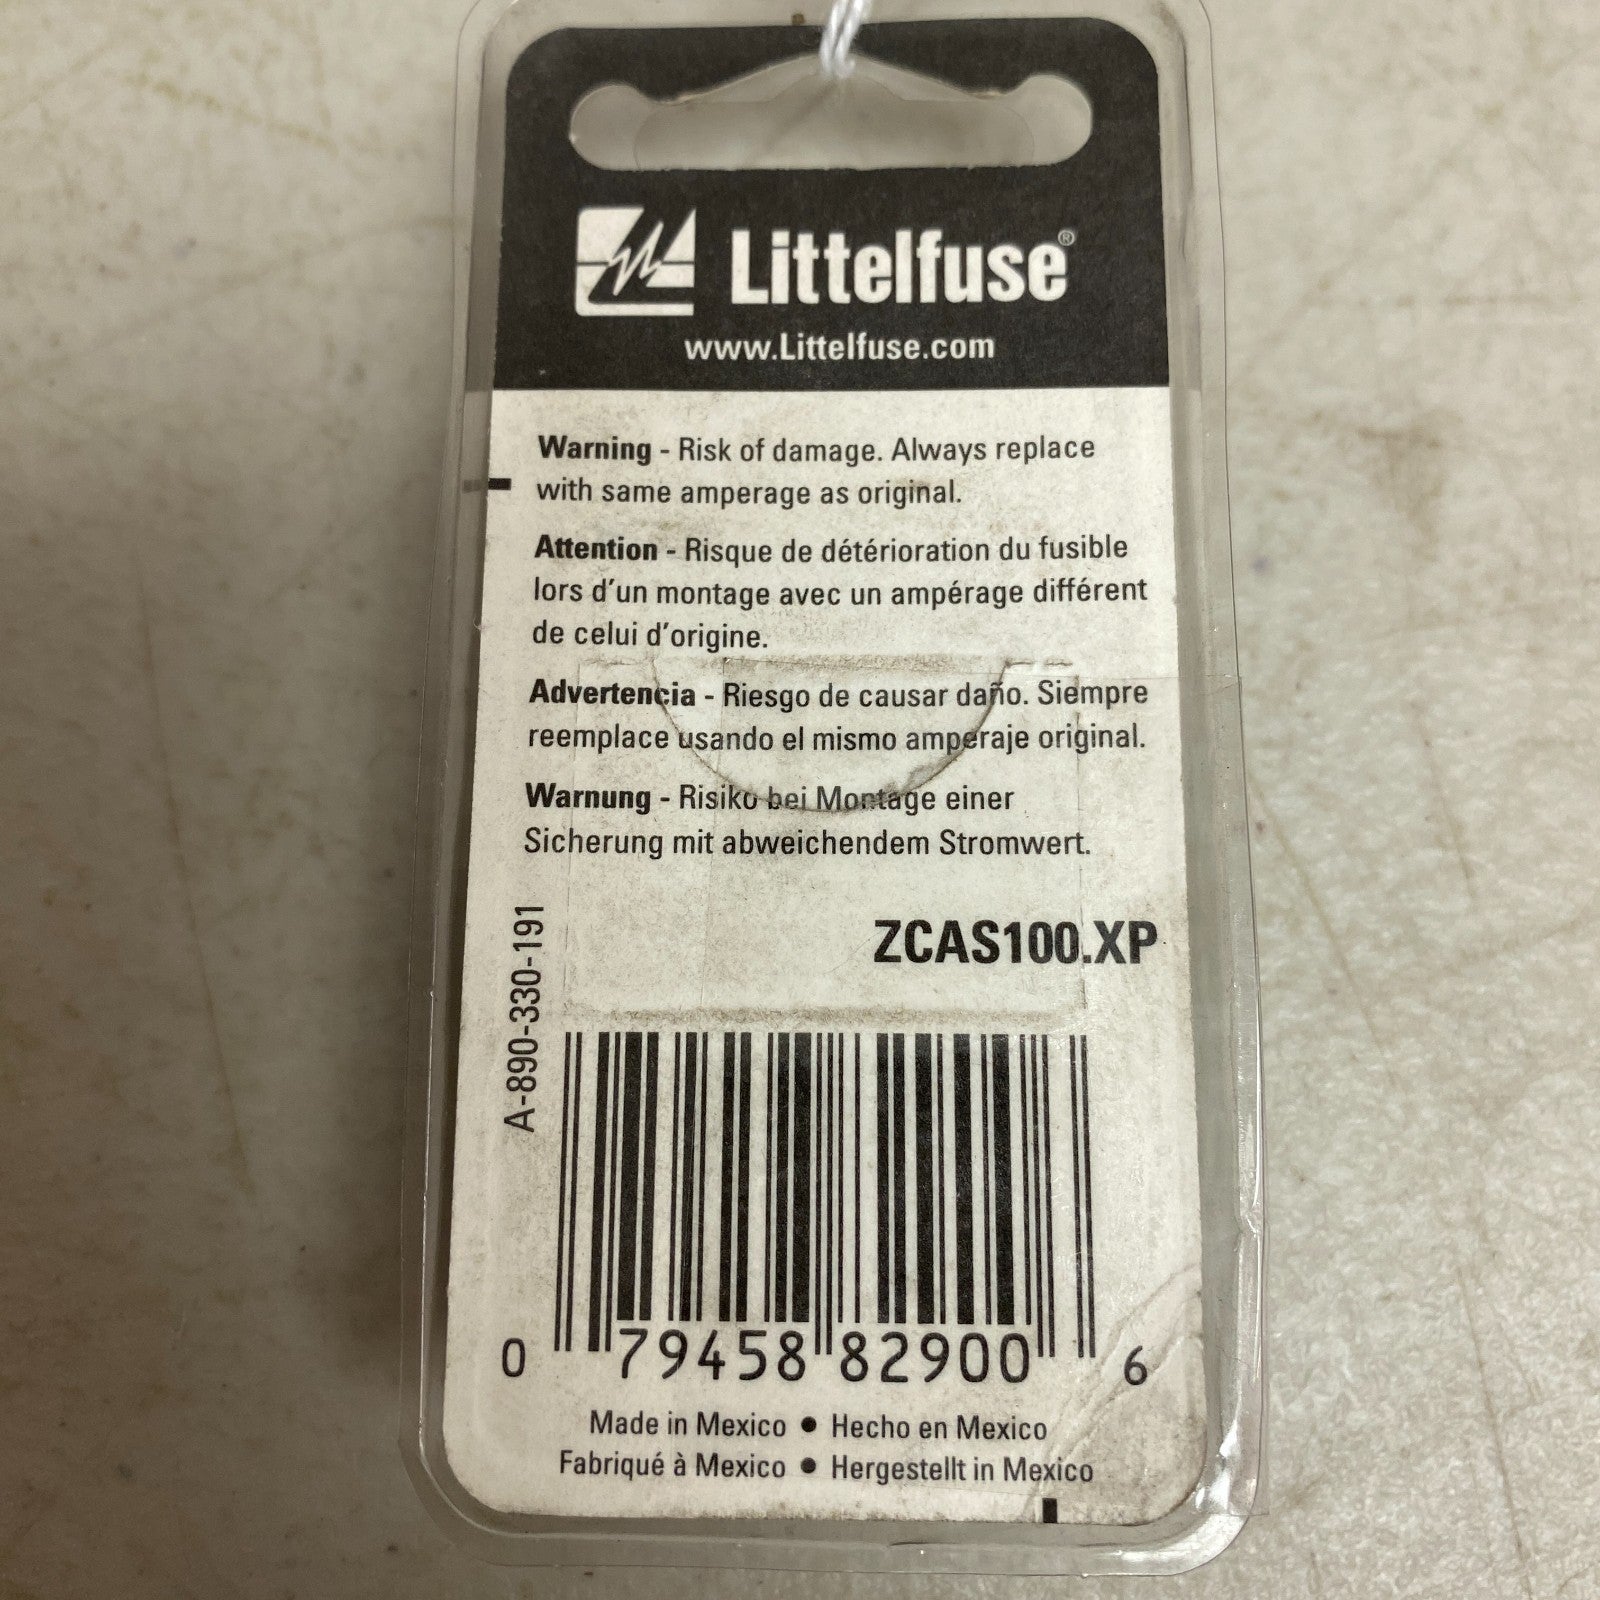 Littelfuse®
www.Littelfuse.com
Warning - Risk of damage. Always replace
with same amperage as original.
Attention - Risque de détérioration du fusible
lors d'un montage avec un ampérage différent
de celui d'origine.
Advertencia - Riesgo de causar daño. Siempre
reemplace usando el mismo amperaje original.
Warnung - Risiko bei Montage einer
Sicherung mit abweichendem Stromwert.
ZCAS100.XP
A-890-330-191
0 79458 82900 6
Made in Mexico ● Hecho en Mexico
Fabriqué à Mexico ● Hergestellt in Mexico